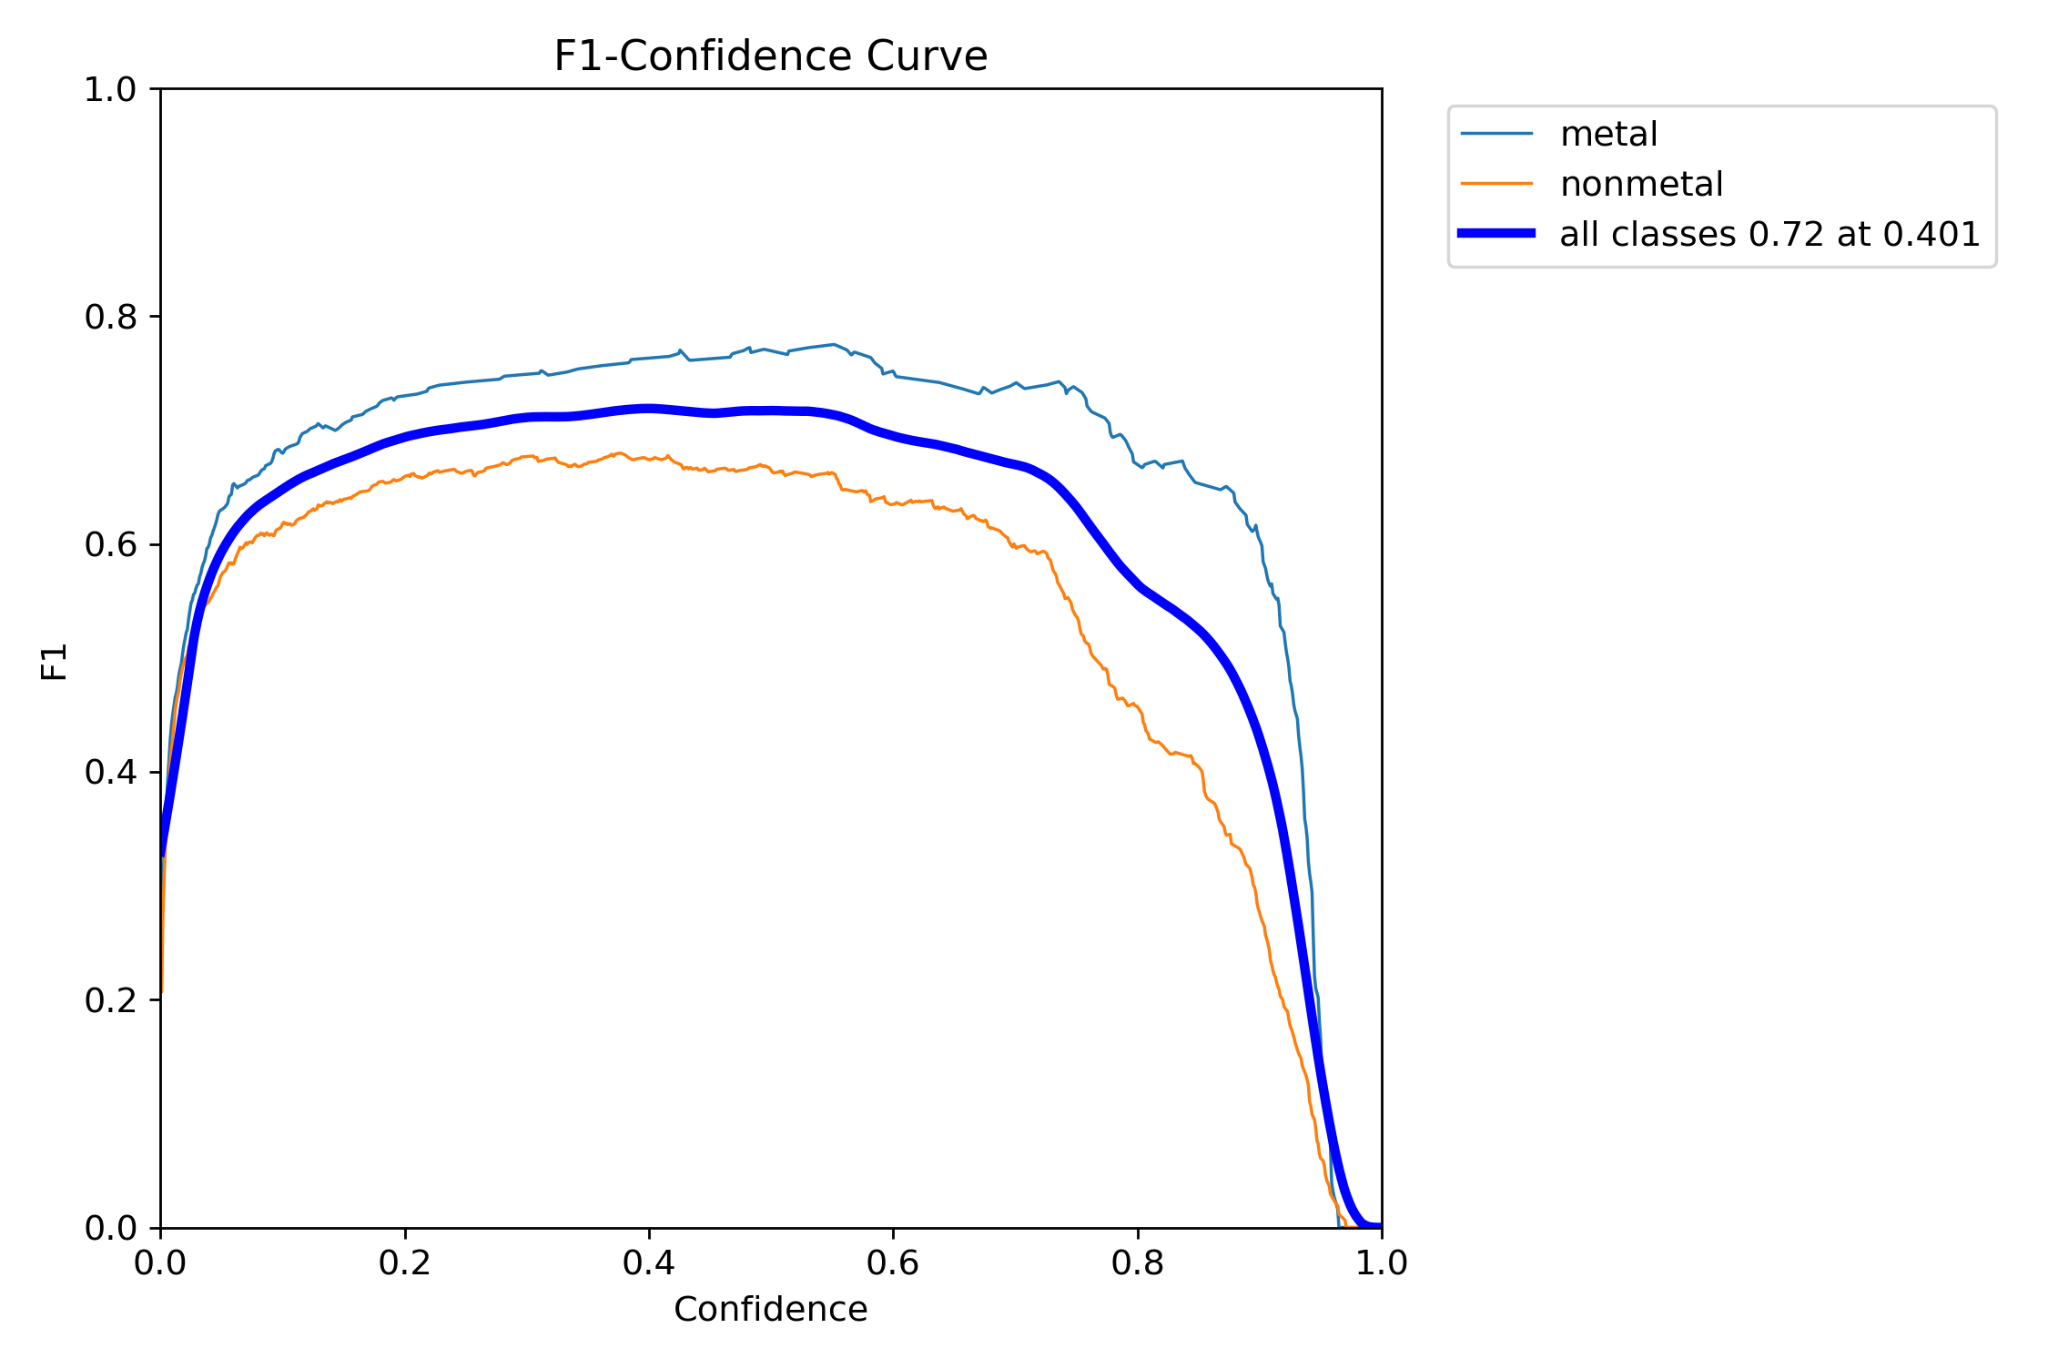 F1-Confidence Curve
1.0
0.8
0.6
0.4
0.2
0.0
F1
0.0 0.2 0.4 0.6 0.8 1.0
Confidence
metal
nonmetal
all classes 0.72 at 0.401